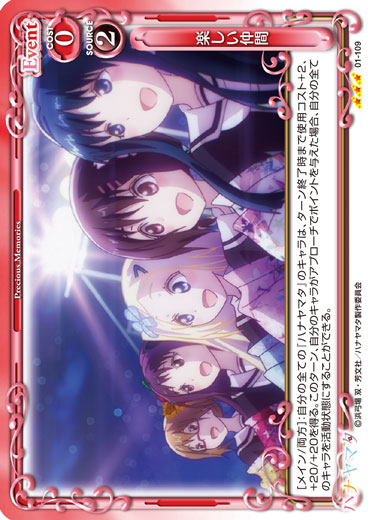 Event
COST 0
SOURCE 2
楽しい仲間
Precious Memories
[メイン/両方]:自分の全ての「ハナヤマタ」のキャラは、ターン終了時まで使用コスト+2、
+20/+20を得る。このターン、自分のキャラがアプローチでポイントを与えた場合、自分の全て
のキャラを活動状態にすることができる。
ハナヤマタ
©浜弓場 双・芳文社/ハナヤマタ製作委員会
01-109